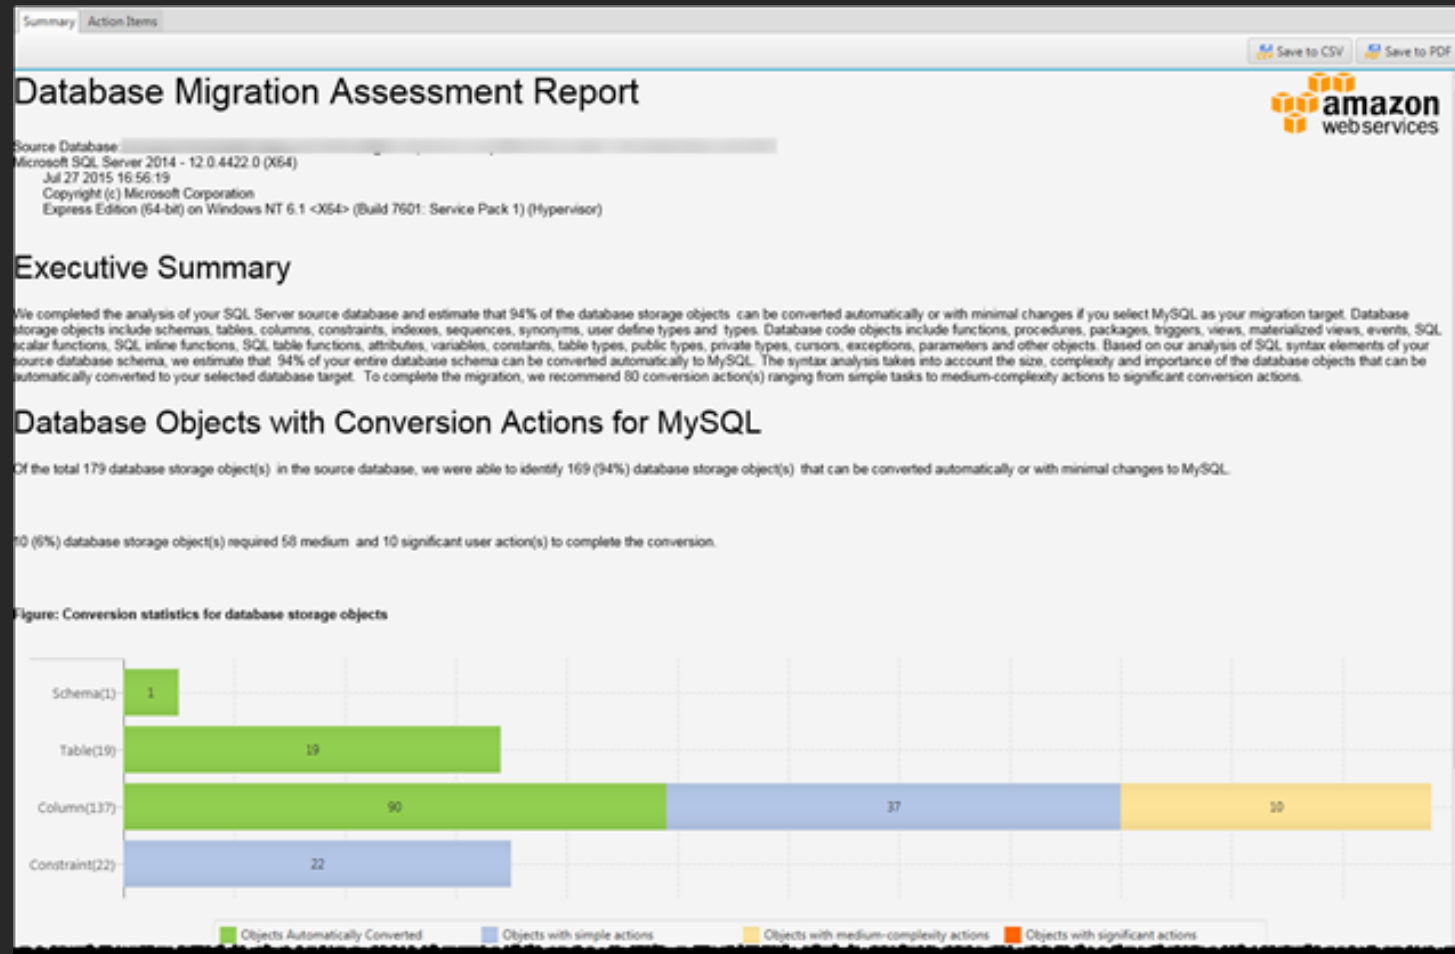 Summary Action Items
Save to CSV Save to PDF
Database Migration Assessment Report
amazon
webservices
Source Database:
Microsoft SQL Server 2014 - 12.0.4422.0 (X64)
Jul 27 2015 16:56:19
Copyright (c) Microsoft Corporation
Express Edition (64-bit) on Windows NT 6.1 <X64> (Build 7601: Service Pack 1) (Hypervisor)
Executive Summary
We completed the analysis of your SQL Server source database and estimate that 94% of the database storage objects can be converted automatically or with minimal changes if you select MySQL as your migration target. Database
storage objects include schemas, tables, columns, constraints, indexes, sequences, synonyms, user define types and types. Database code objects include functions, procedures, packages, triggers, views, materialized views, events, SQL
scalar functions, SQL inline functions, SQL table functions, attributes, variables, constants, table types, public types, private types, cursors, exceptions, parameters and other objects. Based on our analysis of SQL syntax elements of your
source database schema, we estimate that 94% of your entire database schema can be converted automatically to MySQL. The syntax analysis takes into account the size, complexity and importance of the database objects that can be
automatically converted to your selected database target. To complete the migration, we recommend 80 conversion action(s) ranging from simple tasks to medium-complexity actions to significant conversion actions.
Database Objects with Conversion Actions for MySQL
Of the total 179 database storage object(s) in the source database, we were able to identify 169 (94%) database storage object(s) that can be converted automatically or with minimal changes to MySQL.
10 (6%) database storage object(s) required 58 medium and 10 significant user action(s) to complete the conversion.
Figure: Conversion statistics for database storage objects
Schema(1) 1
Table(19) 19
Column(137) 90 37 10
Constraint(22) 22
Objects Automatically Converted Objects with simple actions Objects with medium-complexity actions Objects with significant actions